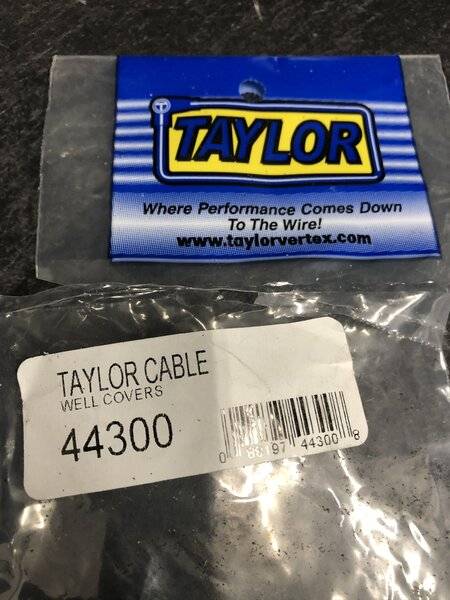 T
TAYLOR
Where Performance Comes Down
To The Wire!
www.taylorvertex.com
TAYLOR CABLE
WELL COVERS
44300
0 88197 44300 8